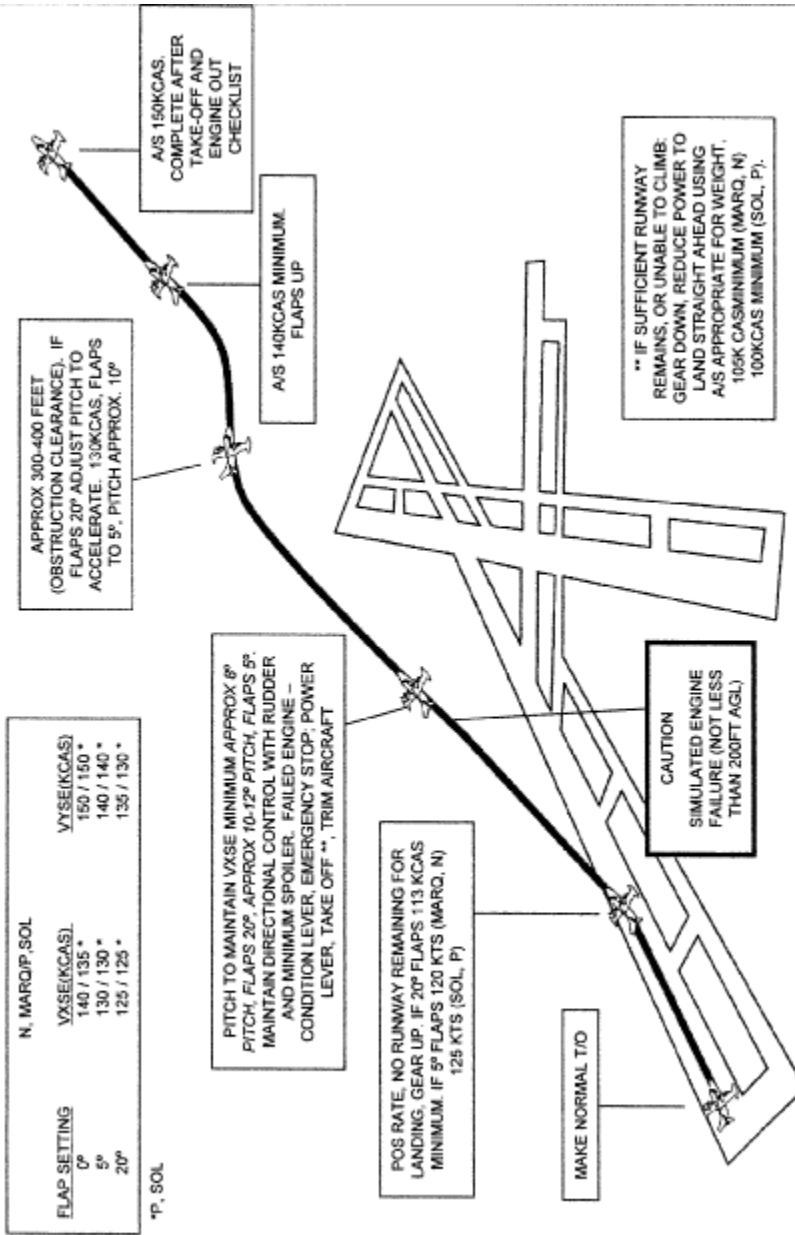 N, MARQ/P,SOL
FLAP SETTING VXSE(KCAS) VYSE(KCAS)
0º 140 / 135 * 150 / 150 *
5º 130 / 130 * 140 / 140 *
20º 125 / 125 * 135 / 130 *
*P, SOL
APPROX 300-400 FEET
(OBSTRUCTION CLEARANCE). IF
FLAPS 20º ADJUST PITCH TO
ACCELERATE. 130KCAS, FLAPS
TO 5º, PITCH APPROX. 10º
A/S 150KCAS.
COMPLETE AFTER
TAKE-OFF AND
ENGINE OUT
CHECKLIST
A/S 140KCAS MINIMUM.
FLAPS UP
PITCH TO MAINTAIN VXSE MINIMUM APPROX 8º
PITCH, FLAPS 20º, APPROX 10-12º PITCH, FLAPS 5º.
MAINTAIN DIRECTIONAL CONTROL WITH RUDDER
AND MINIMUM SPOILER. FAILED ENGINE –
CONDITION LEVER, EMERGENCY STOP; POWER
LEVER, TAKE OFF **, TRIM AIRCRAFT
POS RATE, NO RUNWAY REMAINING FOR
LANDING, GEAR UP. IF 20º FLAPS 113 KCAS
MINIMUM. IF 5º FLAPS 120 KTS (MARQ, N)
125 KTS (SOL, P)
MAKE NORMAL T/O
CAUTION
SIMULATED ENGINE
FAILURE (NOT LESS
THAN 200FT AGL)
** IF SUFFICIENT RUNWAY
REMAINS, OR UNABLE TO CLIMB:
GEAR DOWN, REDUCE POWER TO
LAND STRAIGHT AHEAD USING
A/S APPROPRIATE FOR WEIGHT.
105K CASMINIMUM (MARQ, N)
100KCAS MINIMUM (SOL, P).